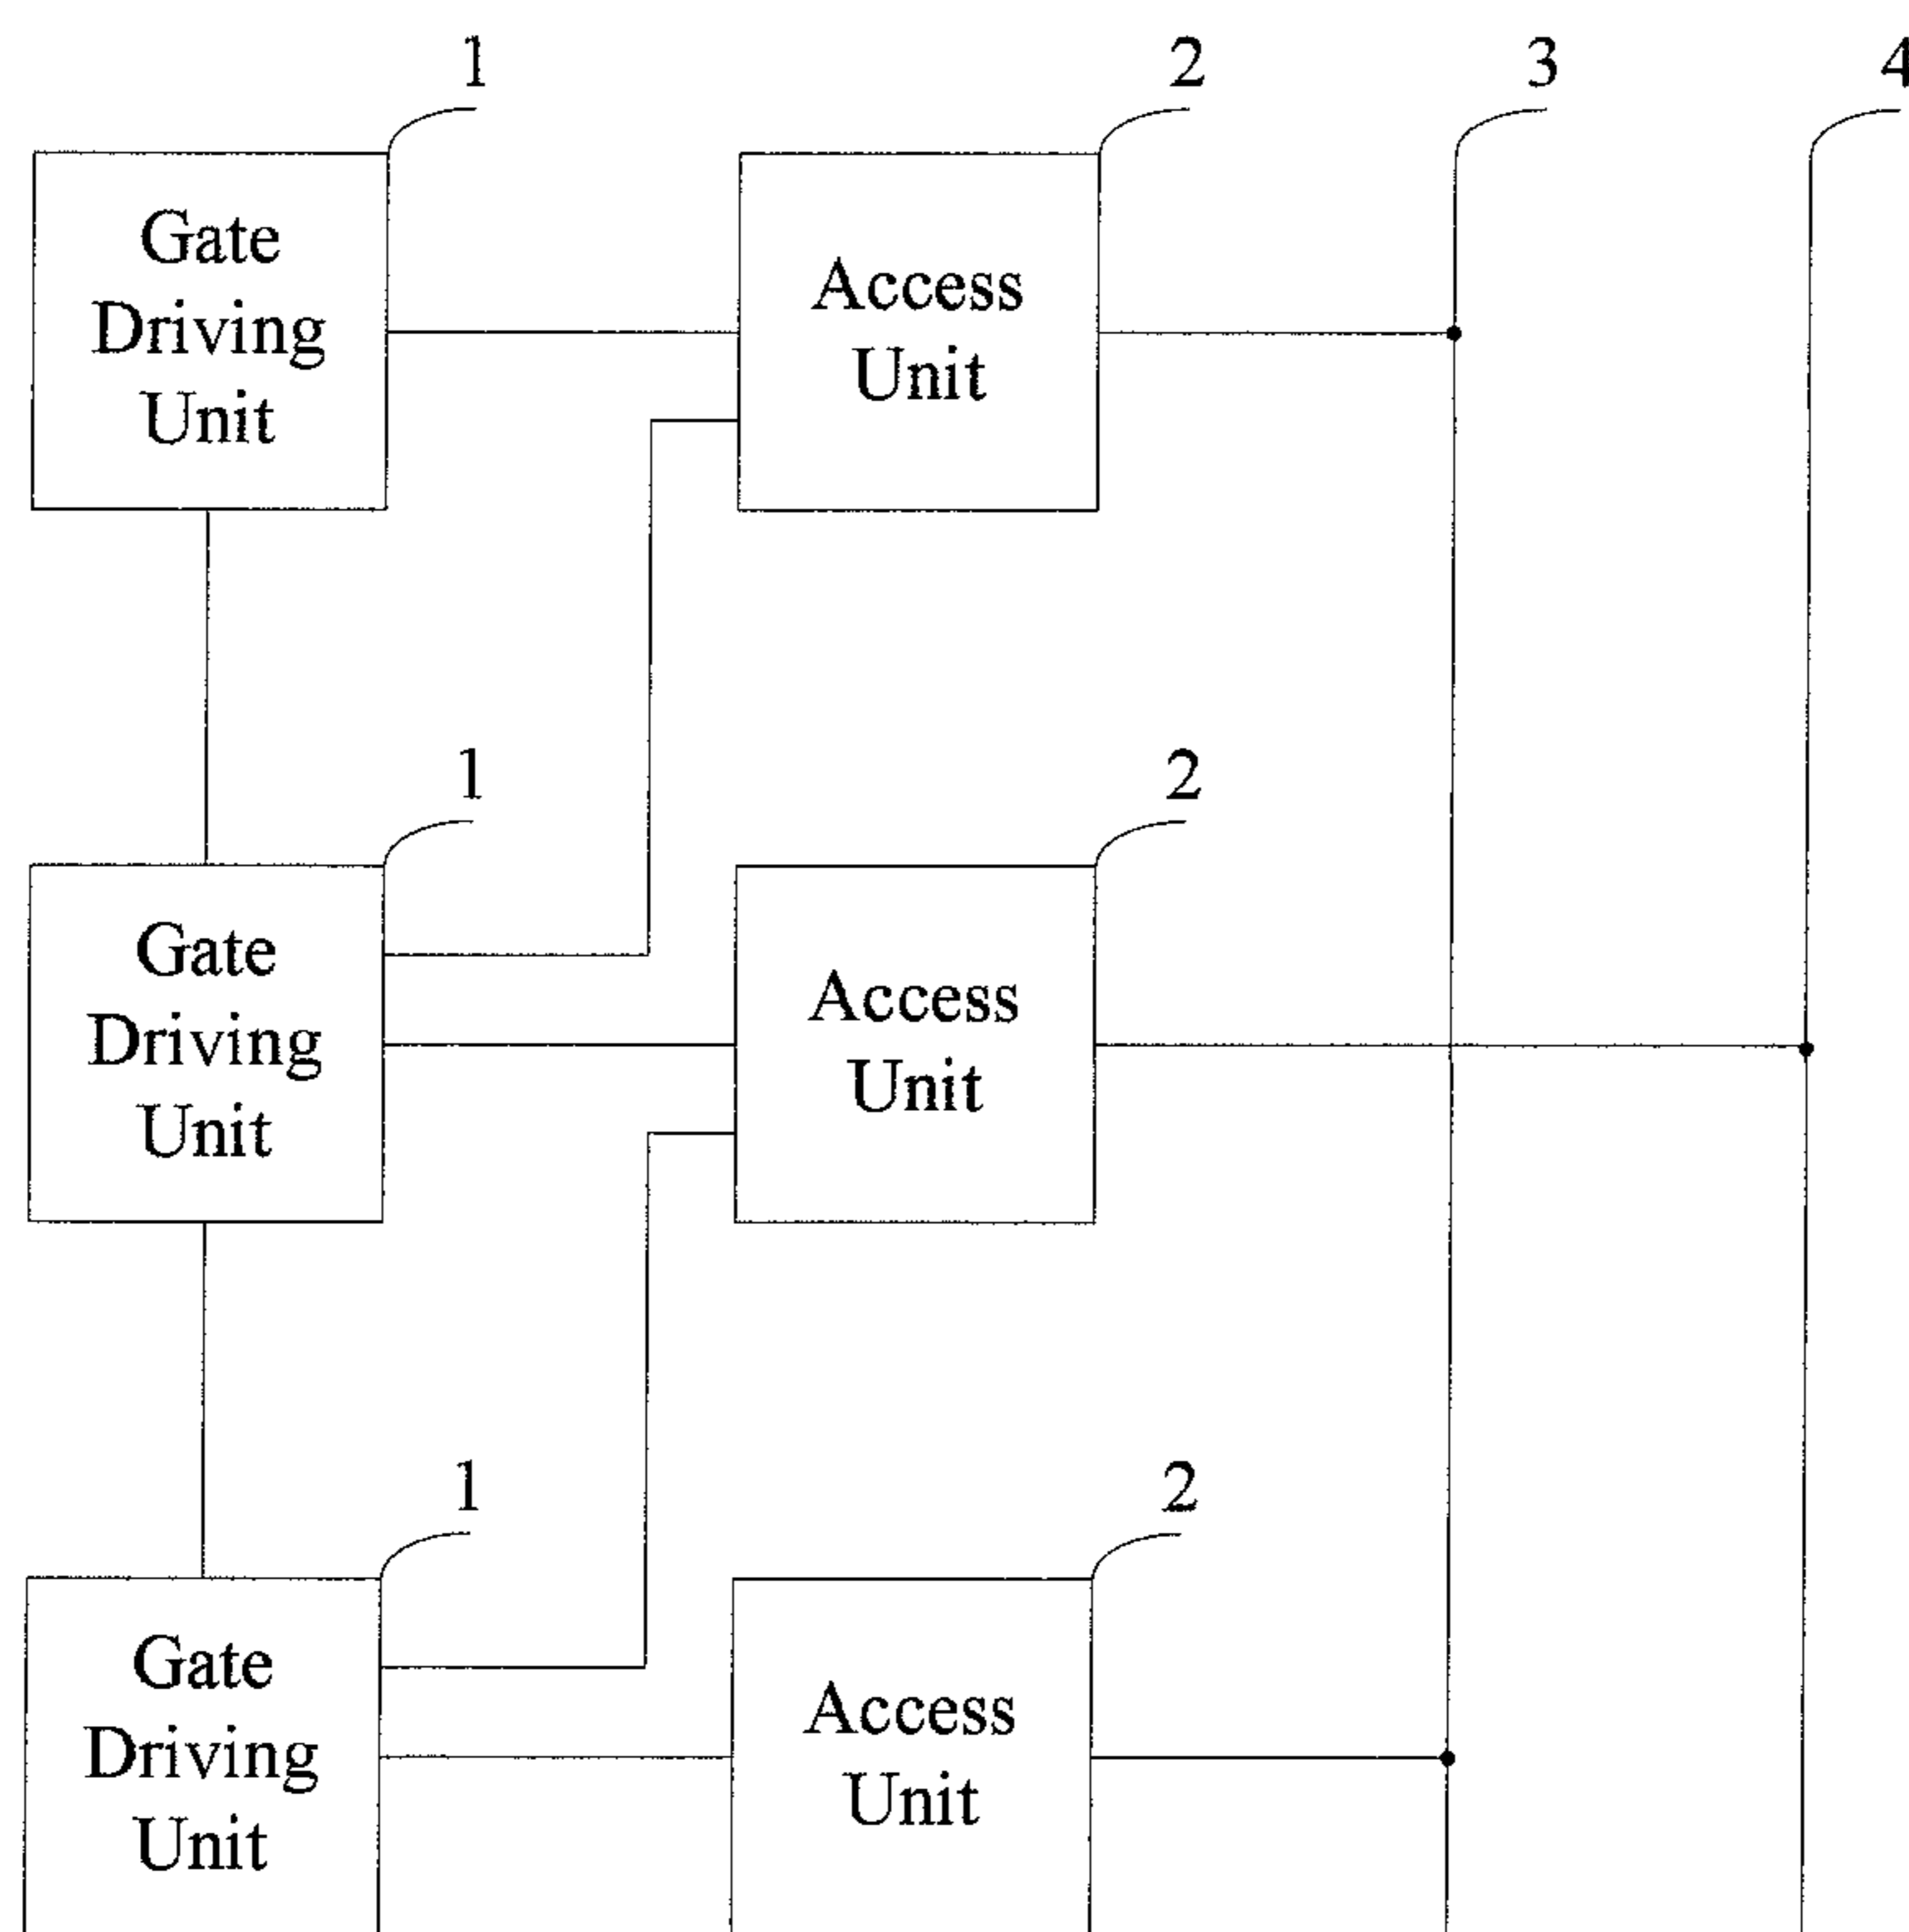 1
2
3
4
Gate
Driving
Unit
Access
Unit
1
2
Gate
Driving
Unit
Access
Unit
1
2
Gate
Driving
Unit
Access
Unit